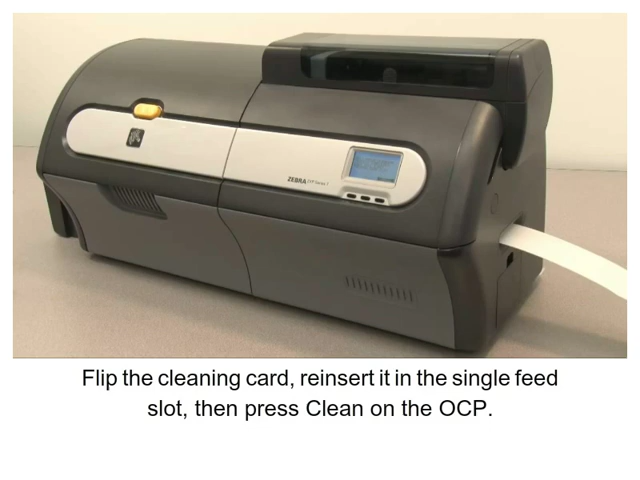 ZEBRA
Flip the cleaning card, reinsert it in the single feed
slot, then press Clean on the OCP.